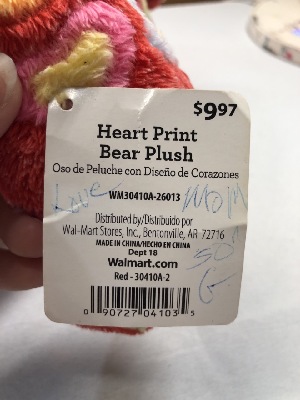 $9.97
Heart Print
Bear Plush
Oso de Peluche con Diseño de Corazones
WM30410A-26013
Love MOM
Distributed by/Distribuido por
Wal-Mart Stores, Inc., Bentonville, AR 72716
MADE IN CHINA/HECHO EN CHINA
Dept 18
Walmart.com
Red - 30410A-2
0 90727 04103 5